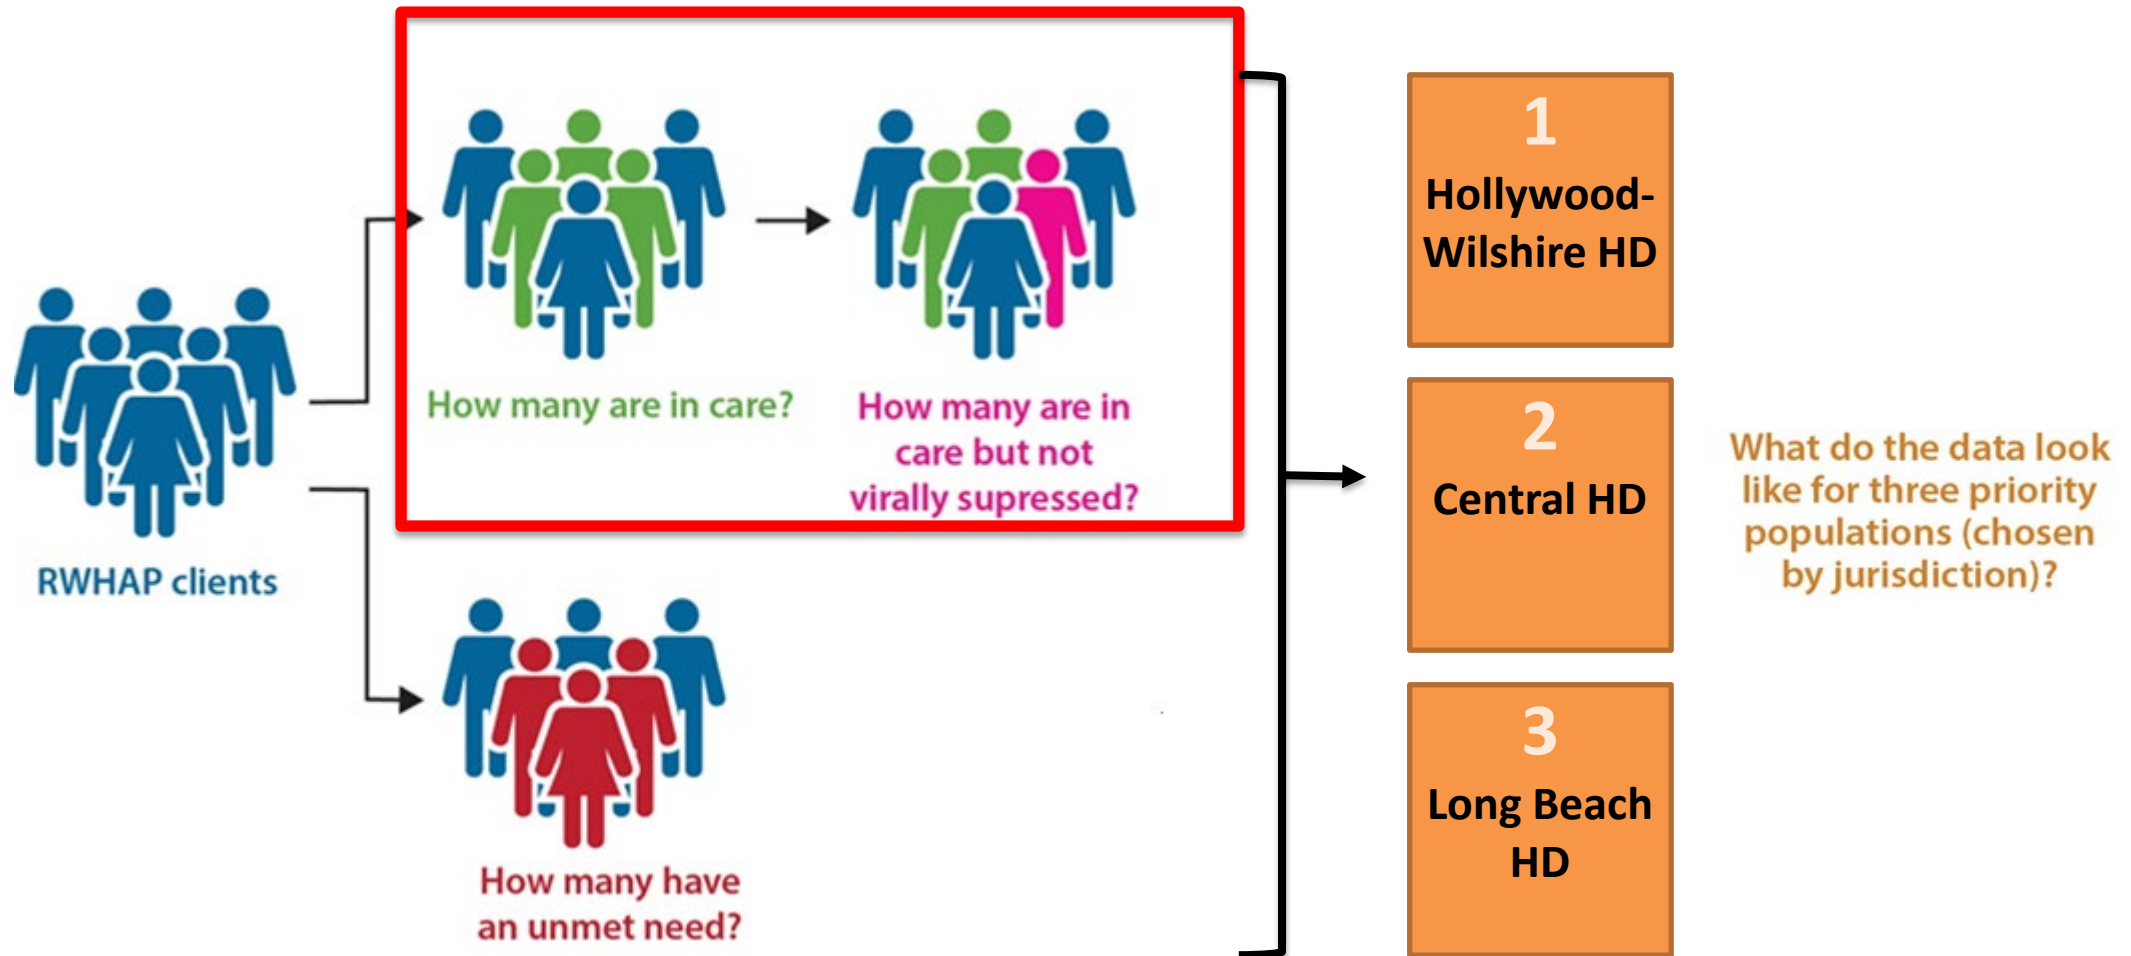 RWHAP clients
How many are in care?
How many are in
care but not
virally supressed?
How many have
an unmet need?
1
Hollywood-
Wilshire HD
2
Central HD
3
Long Beach
HD
What do the data look
like for three priority
populations (chosen
by jurisdiction)?